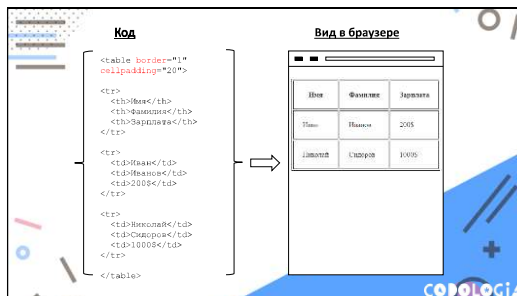 Код
<table border="1"
cellpadding="20">
<tr>
<th>Имя</th>
<th>Фамилия</th>
<th>Зарплата</th>
</tr>
<tr>
<td>Иван</td>
<td>Иванов</td>
<td>200$</td>
</tr>
<tr>
<td>Николай</td>
<td>Сидоров</td>
<td>1000$</td>
</tr>
</table>
Вид в браузере
Имя Фамилия Зарплата
Иван Иванов 200$
Николай Сидоров 1000$
CODOLOGIA